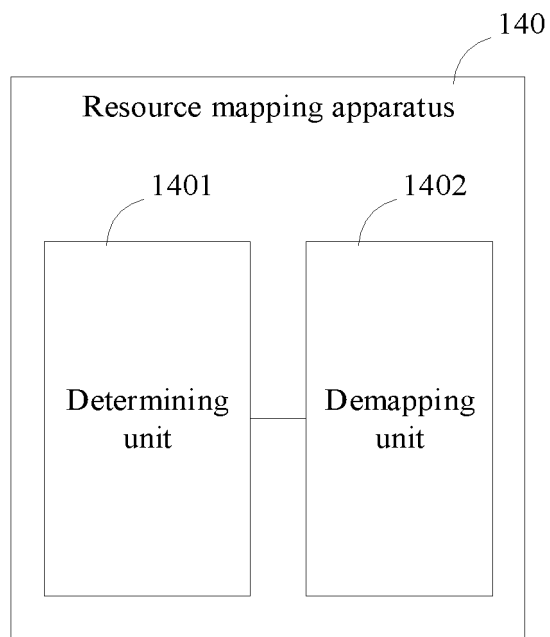 140
Resource mapping apparatus
1401
1402
Determining
unit
Demapping
unit